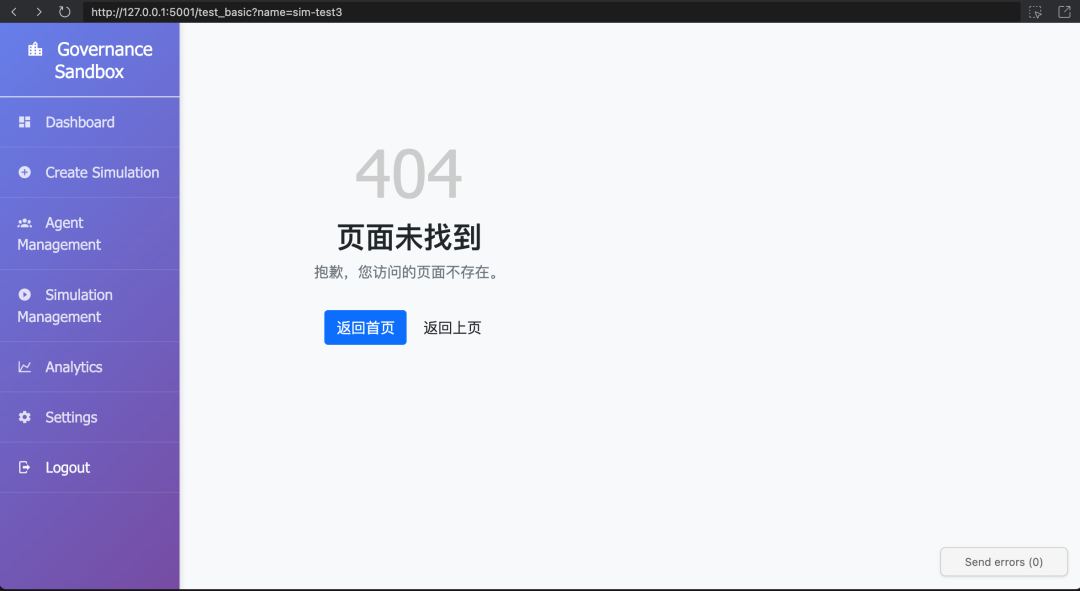 http://127.0.0.1:5001/test_basic?name=sim-test3
Governance
Sandbox
Dashboard
Create Simulation
Agent
Management
Simulation
Management
Analytics
Settings
Logout
404
页面未找到
抱歉，您访问的页面不存在。
返回首页
返回上页
Send errors (0)